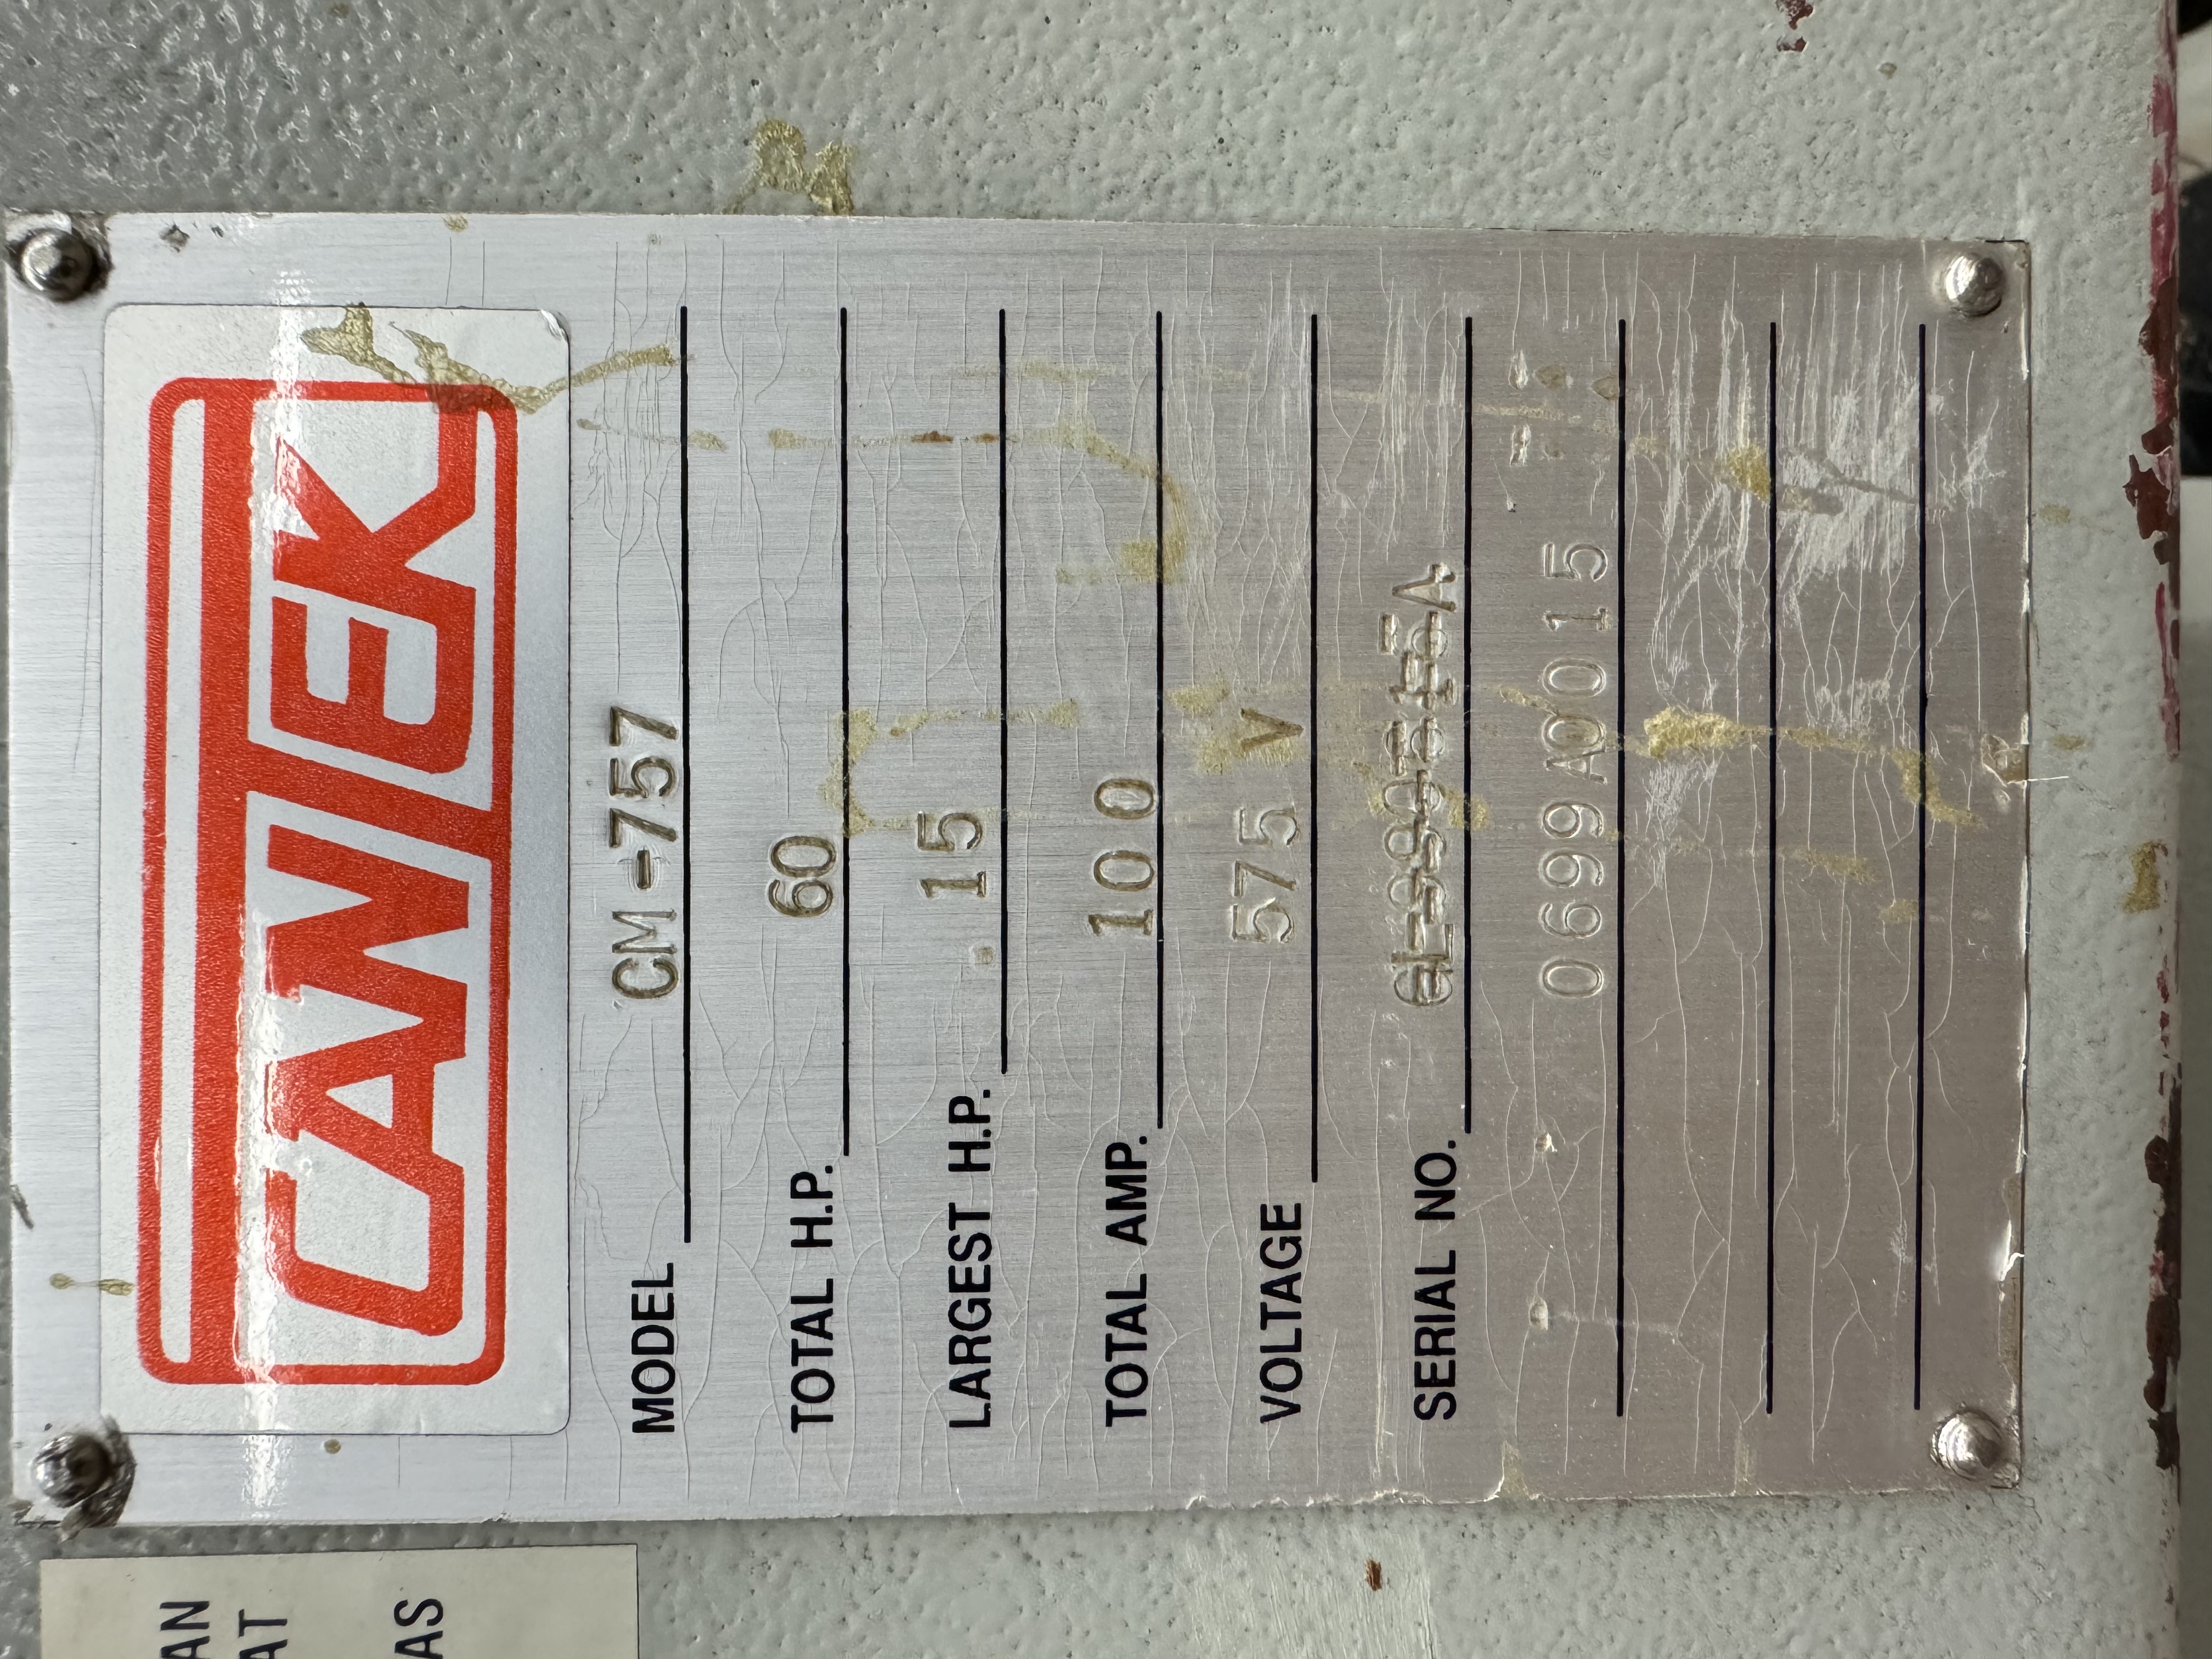 CANTEK
MODEL CM-757
TOTAL H.P. 60
LARGEST H.P. 15
TOTAL AMP. 100
VOLTAGE 575 V
SERIAL NO.
0699A0015
AN
AT
AS